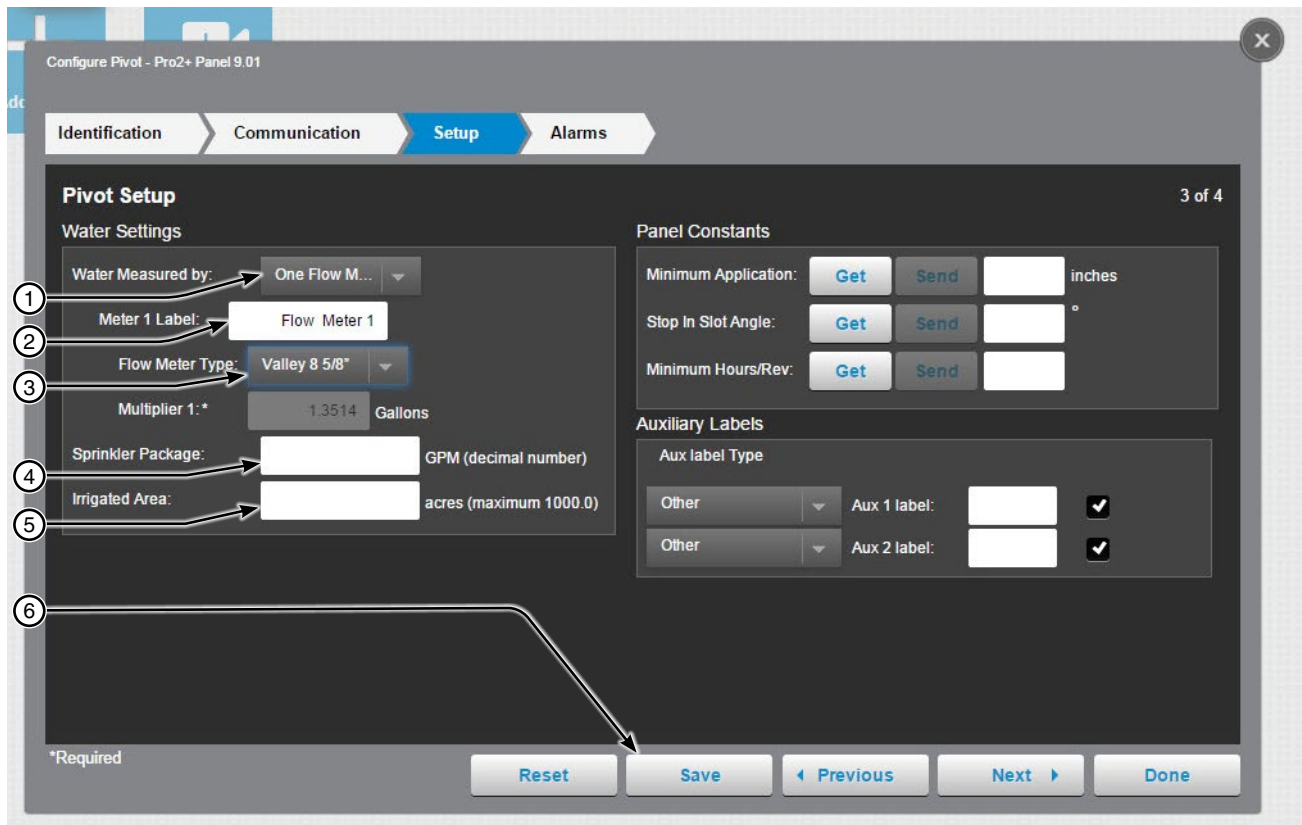 Configure Pivot - Pro2+ Panel 9.01
X
Identification
Communication
Setup
Alarms
Pivot Setup
3 of 4
Water Settings
Water Measured by:
One Flow M...
1
Meter 1 Label:
Flow Meter 1
2
Flow Meter Type:
Valley 8 5/8"
3
Multiplier 1:*
1.3514
Gallons
Sprinkler Package:
GPM (decimal number)
4
Irrigated Area:
acres (maximum 1000.0)
5
Panel Constants
Minimum Application:
Get
Send
inches
Stop In Slot Angle:
Get
Send
°
Minimum Hours/Rev:
Get
Send
Auxiliary Labels
Aux label Type
Other
Aux 1 label:
Other
Aux 2 label:
6
*Required
Reset
Save
Previous
Next
Done